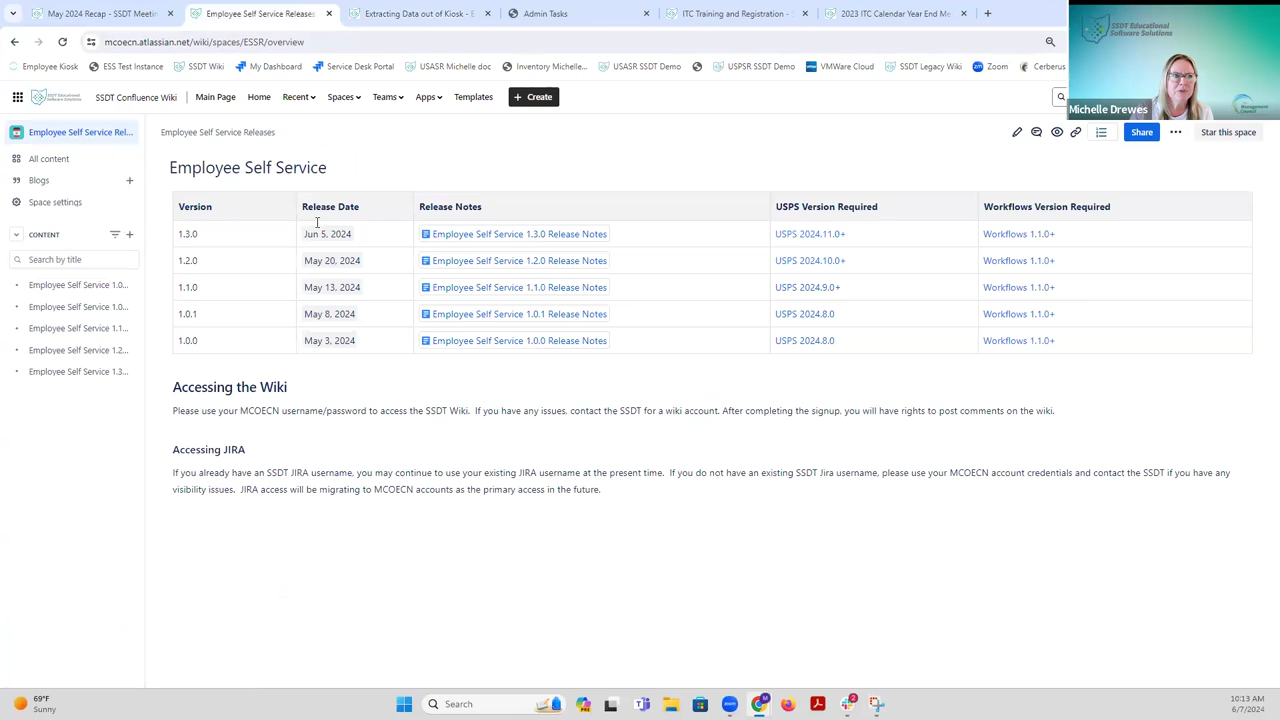 May 2024 Recap - SSDT Meetin
Employee Self Service Releases
Extracting Data out of Kiosk - E
Admin Tasks
ITC Training and Registration - S
2023 ITC Calendar Year End Me
mcoecn.atlassian.net/wiki/spaces/ESSR/overview
Employee Kiosk
ESS Test Instance
SSDT Wiki
My Dashboard
Service Desk Portal
USASR Michelle doc
Inventory Michelle...
USASR SSDT Demo
USPSR SSDT Demo
VMWare Cloud
SSDT Legacy Wiki
Zoom
Cerberus
SSDT Educational
Software Solutions
Michelle Drewes
Management
Council
SSDT Confluence Wiki
Main Page
Home
Recent
Spaces
Teams
Apps
Templates
+ Create
Employee Self Service Rel...
All content
Blogs
Space settings
CONTENT
Search by title
Employee Self Service 1.0...
Employee Self Service 1.0...
Employee Self Service 1.1...
Employee Self Service 1.2...
Employee Self Service 1.3...
Employee Self Service Releases
Share
Star this space
Employee Self Service
Version Release Date Release Notes USPS Version Required Workflows Version Required
1.3.0 Jun 5, 2024 Employee Self Service 1.3.0 Release Notes USPS 2024.11.0+ Workflows 1.1.0+
1.2.0 May 20, 2024 Employee Self Service 1.2.0 Release Notes USPS 2024.10.0+ Workflows 1.1.0+
1.1.0 May 13, 2024 Employee Self Service 1.1.0 Release Notes USPS 2024.9.0+ Workflows 1.1.0+
1.0.1 May 8, 2024 Employee Self Service 1.0.1 Release Notes USPS 2024.8.0 Workflows 1.1.0+
1.0.0 May 3, 2024 Employee Self Service 1.0.0 Release Notes USPS 2024.8.0 Workflows 1.1.0+
Accessing the Wiki
Please use your MCOECN username/password to access the SSDT Wiki. If you have any issues, contact the SSDT for a wiki account. After completing the signup, you will have rights to post comments on the wiki.
Accessing JIRA
If you already have an SSDT JIRA username, you may continue to use your existing JIRA username at the present time. If you do not have an existing SSDT Jira username, please use your MCOECN account credentials and contact the SSDT if you have any
visibility issues. JIRA access will be migrating to MCOECN accounts as the primary access in the future.
69°F
Sunny
Search
2
10:13 AM
6/7/2024